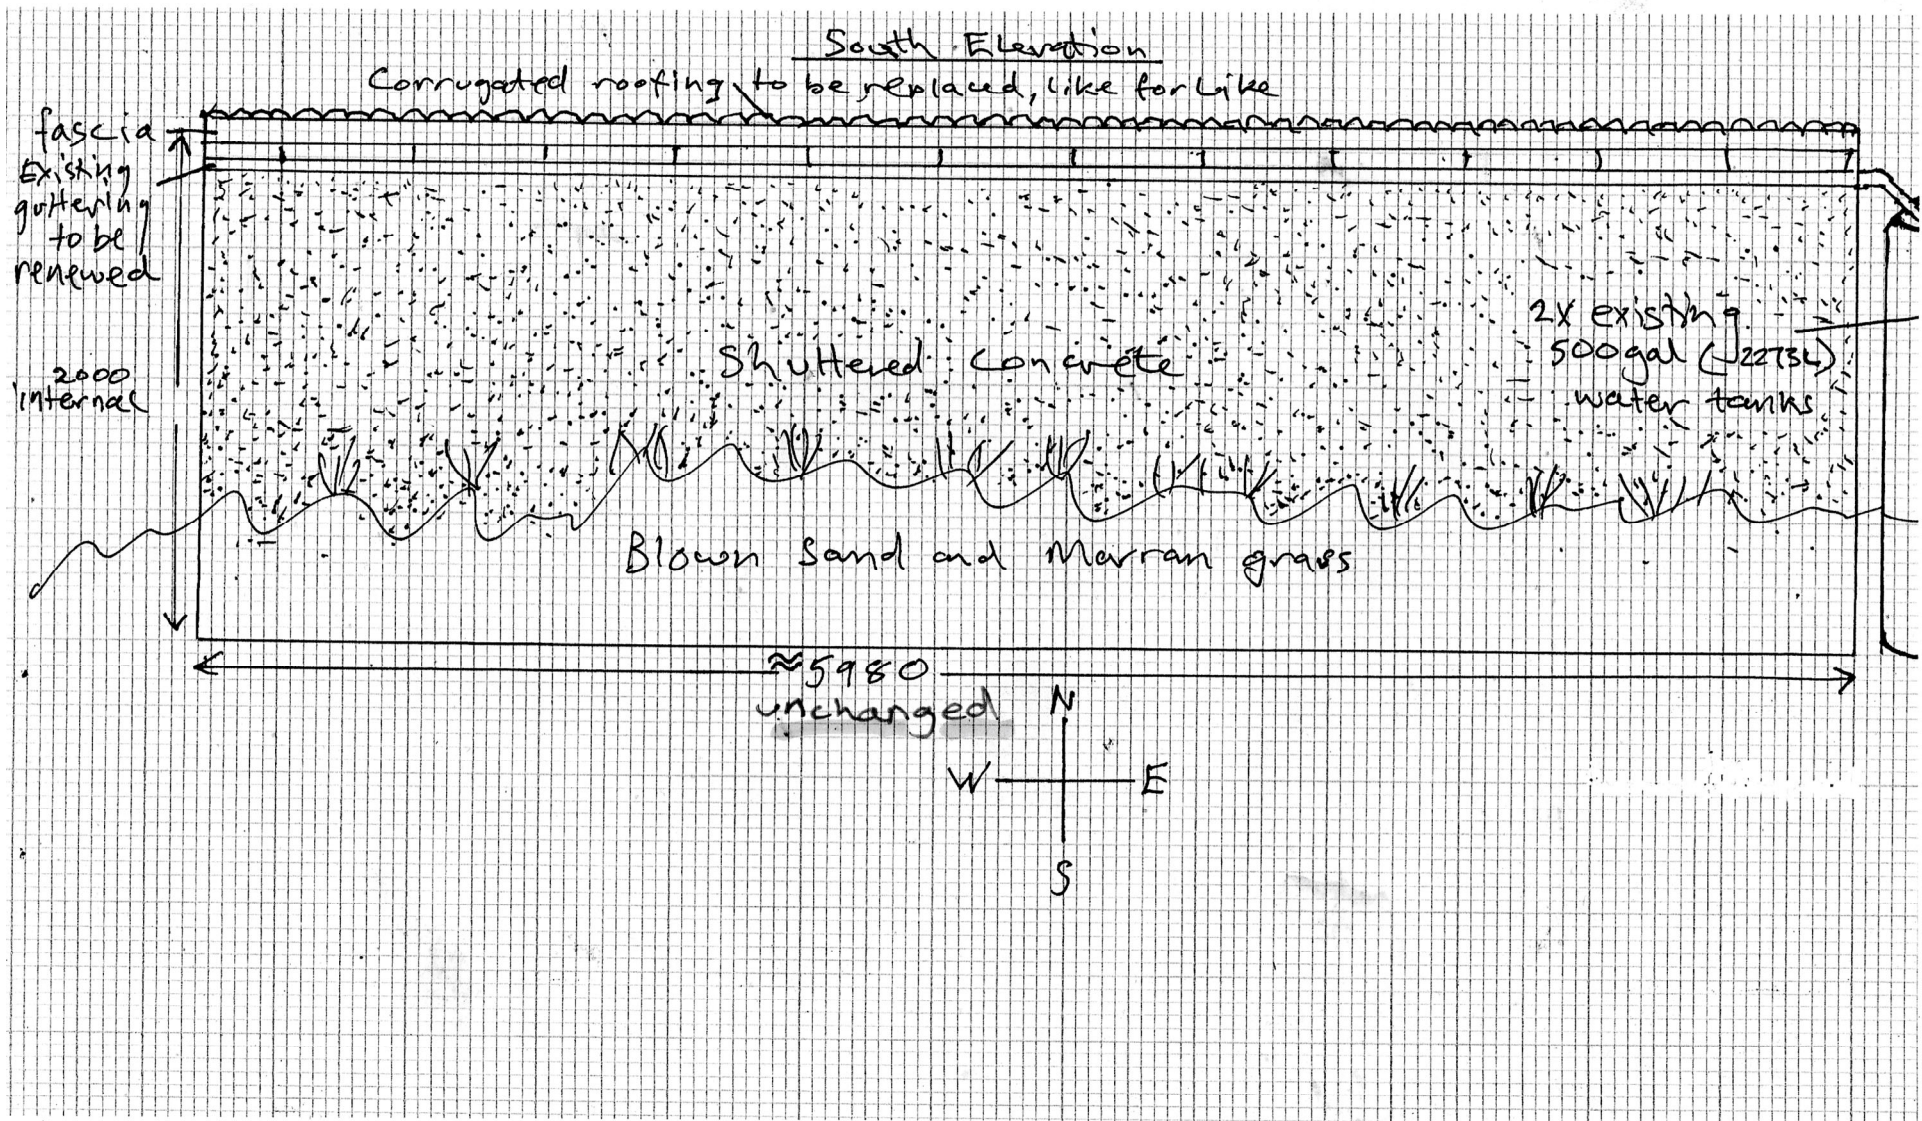 South Elevation
Corrugated roofing to be replaced, like for Like
fascia
Existing
guttering
to be
renewed
2000
internal
Shuttered Concrete
2x existing
500gal (~2273L)
water tanks
Blown Sand and Marran grass
≈5980
unchanged
N
W E
S